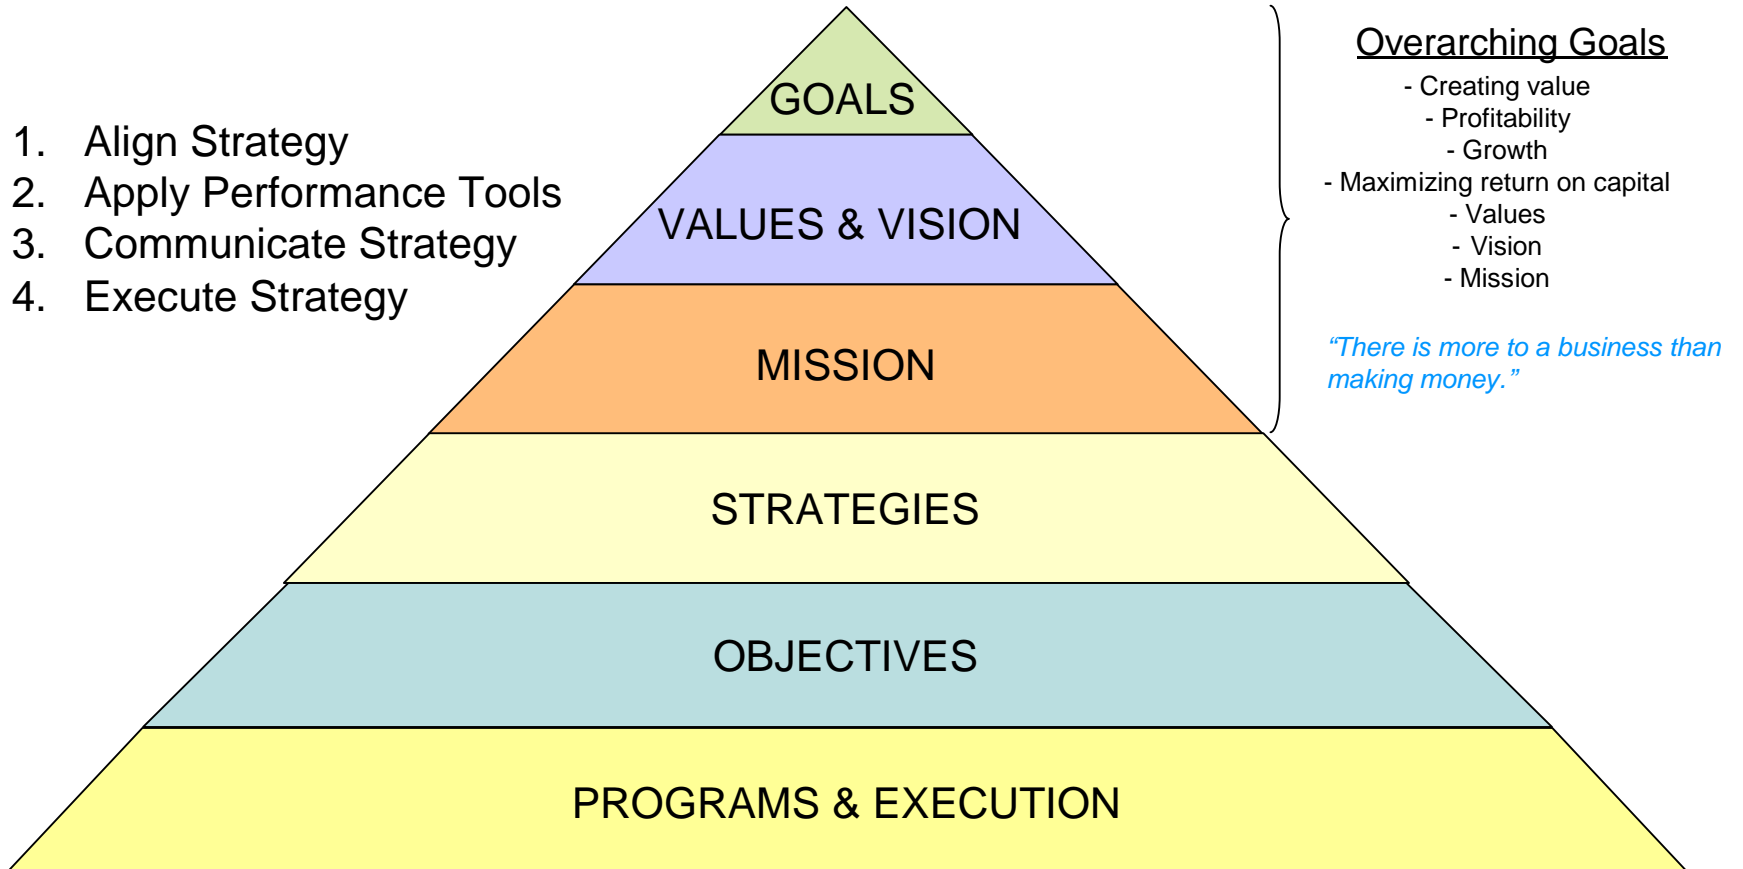 1. Align Strategy
2. Apply Performance Tools
3. Communicate Strategy
4. Execute Strategy
GOALS
VALUES & VISION
MISSION
STRATEGIES
OBJECTIVES
PROGRAMS & EXECUTION
Overarching Goals
- Creating value
- Profitability
- Growth
- Maximizing return on capital
- Values
- Vision
- Mission
“There is more to a business than
making money.”